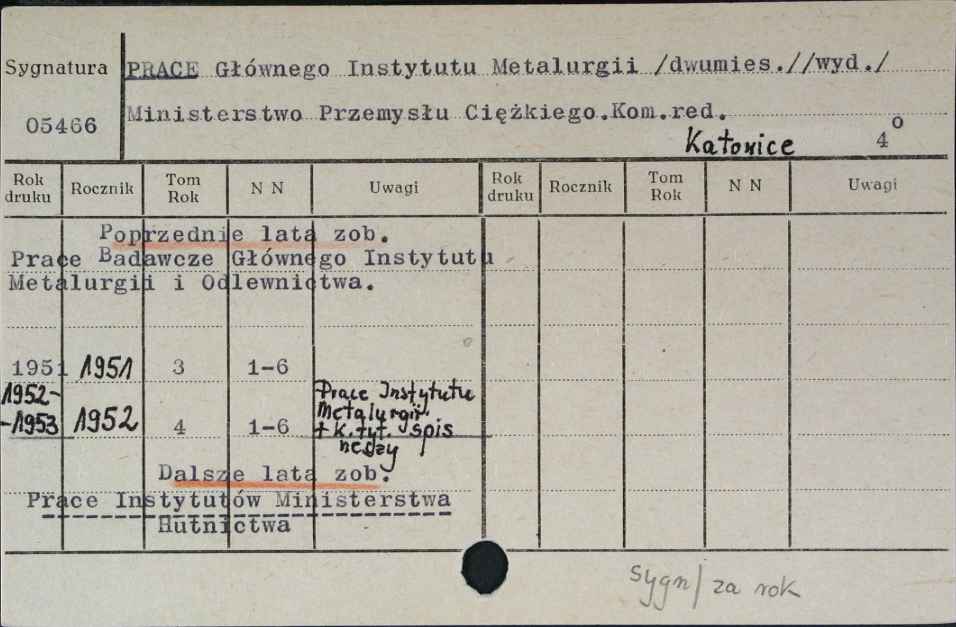 Sygnatura
05466
PRACE Głównego Instytutu Metalurgii /dwumies.//wyd./
Ministerstwo Przemysłu Ciężkiego.Kom.red.
Katowice 4o
Rok druku Rocznik Tom Rok N N Uwagi Rok druku Rocznik Tom Rok N N Uwagi
Poprzednie lata zob.
Prace Badawcze Głównego Instytutu
Metalurgii i Odlewnictwa.
1951 1951 3 1-6
1952-
-1953 1952 4 1-6
Prace Instytutu
Metalurgii.
+ K. tyt. spis
Dalsze lata zob.
Prace Instytutów Ministerstwa
Hutnictwa
sygn/ za rok